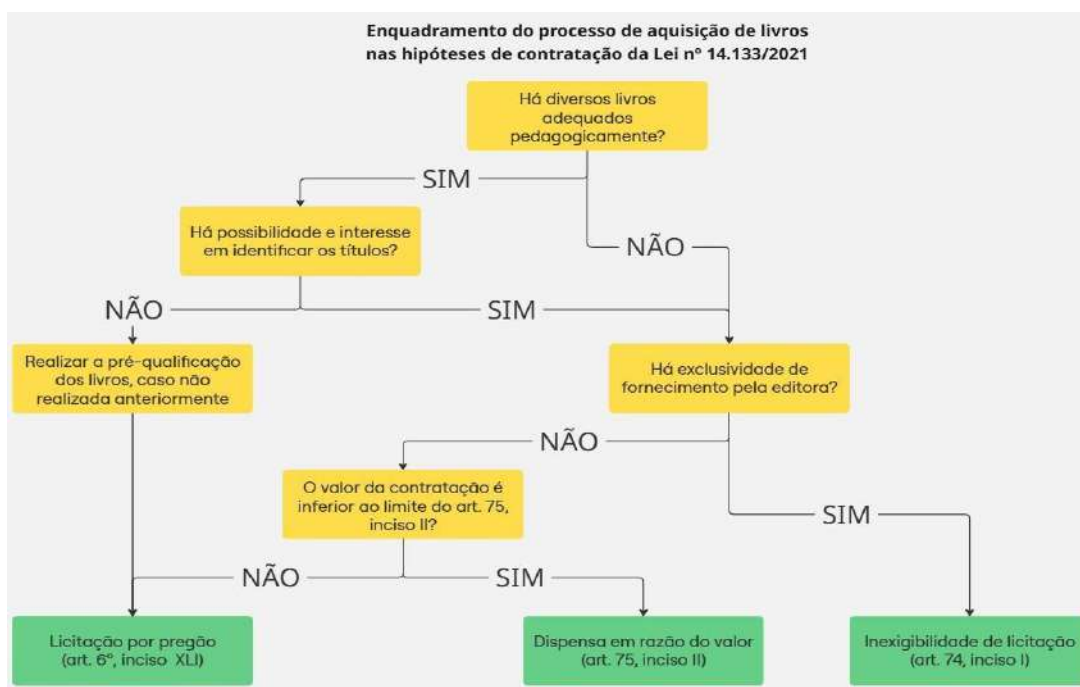 Enquadramento do processo de aquisição de livros
nas hipóteses de contratação da Lei nº 14.133/2021
Há diversos livros
adequados
pedagogicamente?
SIM
Há possibilidade e interesse
em identificar os títulos?
NÃO
NÃO
SIM
Realizar a pré-qualificação
dos livros, caso não
realizada anteriormente
Há exclusividade de
fornecimento pela editora?
NÃO
O valor da contratação é
inferior ao limite do art. 75,
inciso II?
SIM
NÃO
SIM
Licitação por pregão
(art. 6º, inciso XLI)
Dispensa em razão do valor
(art. 75, inciso II)
Inexigibilidade de licitação
(art. 74, inciso I)